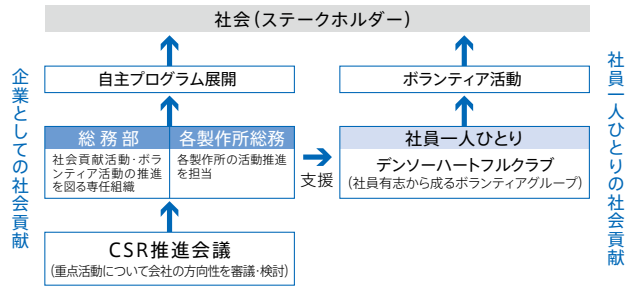 社会(ステークホルダー)
企業としての社会貢献
自主プログラム展開
ボランティア活動
社員一人ひとりの社会貢献
総務部
各製作所総務
社会貢献活動・ボラ
ンティア活動の推進
を図る専任組織
各製作所の活動推進
を担当
支援
社員一人ひとり
デンソーハートフルクラブ
(社員有志から成るボランティアグループ)
CSR推進会議
(重点活動について会社の方向性を審議・検討)